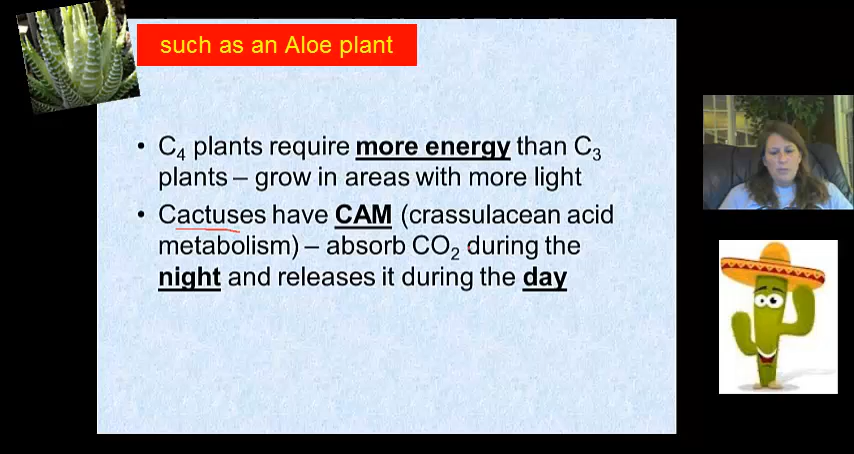 such as an Aloe plant
• C₄ plants require more energy than C₃
plants – grow in areas with more light
• Cactuses have CAM (crassulacean acid
metabolism) – absorb CO₂ during the
night and releases it during the day